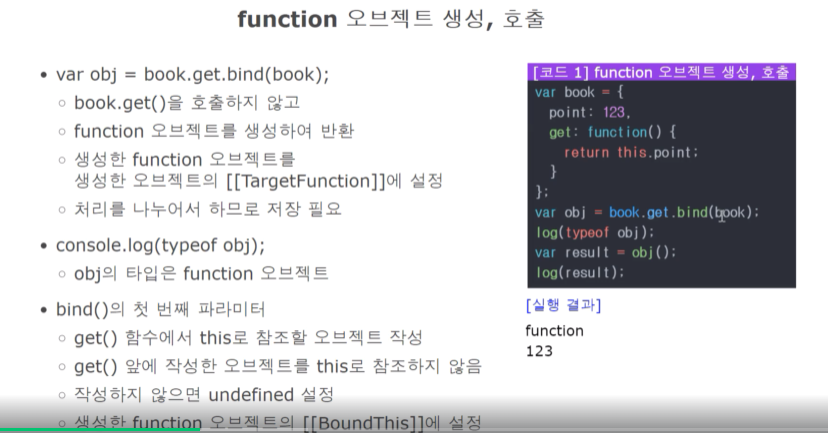 function 오브젝트 생성, 호출
• var obj = book.get.bind(book);
◦ book.get()을 호출하지 않고
◦ function 오브젝트를 생성하여 반환
◦ 생성한 function 오브젝트를
생성한 오브젝트의 [[TargetFunction]]에 설정
◦ 처리를 나누어서 하므로 저장 필요
• console.log(typeof obj);
◦ obj의 타입은 function 오브젝트
• bind()의 첫 번째 파라미터
◦ get() 함수에서 this로 참조할 오브젝트 작성
◦ get() 앞에 작성한 오브젝트를 this로 참조하지 않음
◦ 작성하지 않으면 undefined 설정
◦ 생성한 function 오브젝트의 [[BoundThis]]에 설정
[코드 1] function 오브젝트 생성, 호출
var book = {
point: 123,
get: function() {
return this.point;
}
};
var obj = book.get.bind(book);
log(typeof obj);
var result = obj();
log(result);
[실행 결과]
function
123